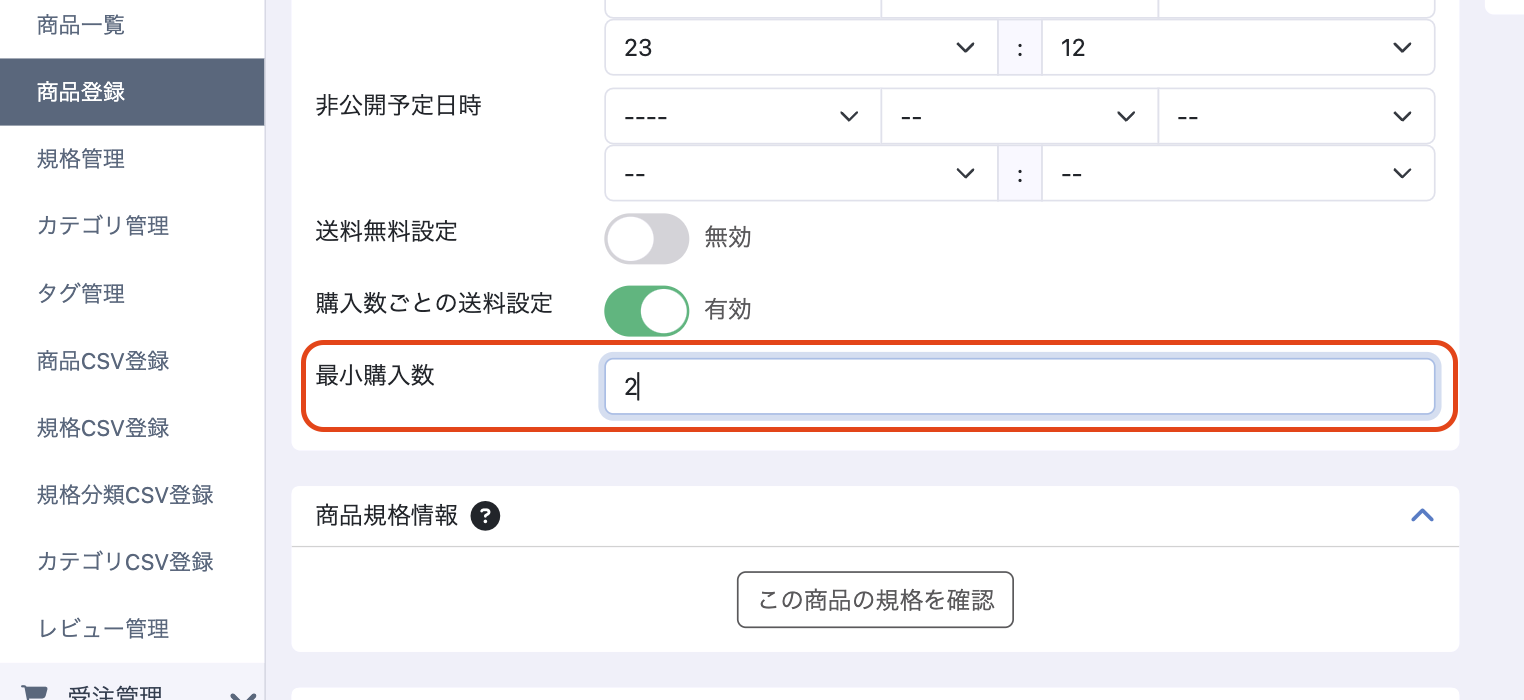 商品一覧
商品登録
規格管理
カテゴリ管理
タグ管理
商品CSV登録
規格CSV登録
規格分類CSV登録
カテゴリCSV登録
レビュー管理
受注管理
23 : 12
非公開予定日時
---- -- --
-- : --
送料無料設定 無効
購入数ごとの送料設定 有効
最小購入数 2
商品規格情報 ?
この商品の規格を確認